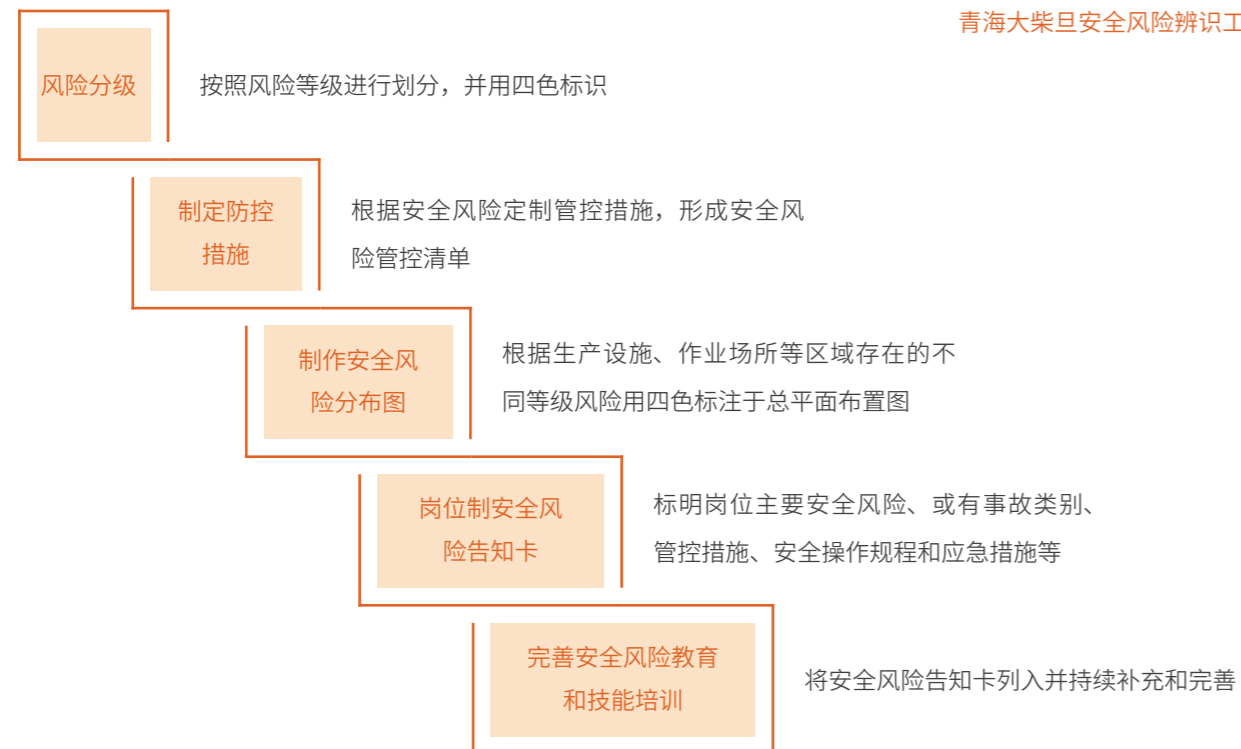 青海大柴旦安全风险辨识工
风险分级
按照风险等级进行划分，并用四色标识
制定防控
措施
根据安全风险定制管控措施，形成安全风
险管控清单
制作安全风
险分布图
根据生产设施、作业场所等区域存在的不
同等级风险用四色标注于总平面布置图
岗位制安全风
险告知卡
标明岗位主要安全风险、或有事故类别、
管控措施、安全操作规程和应急措施等
完善安全风险教育
和技能培训
将安全风险告知卡列入并持续补充和完善